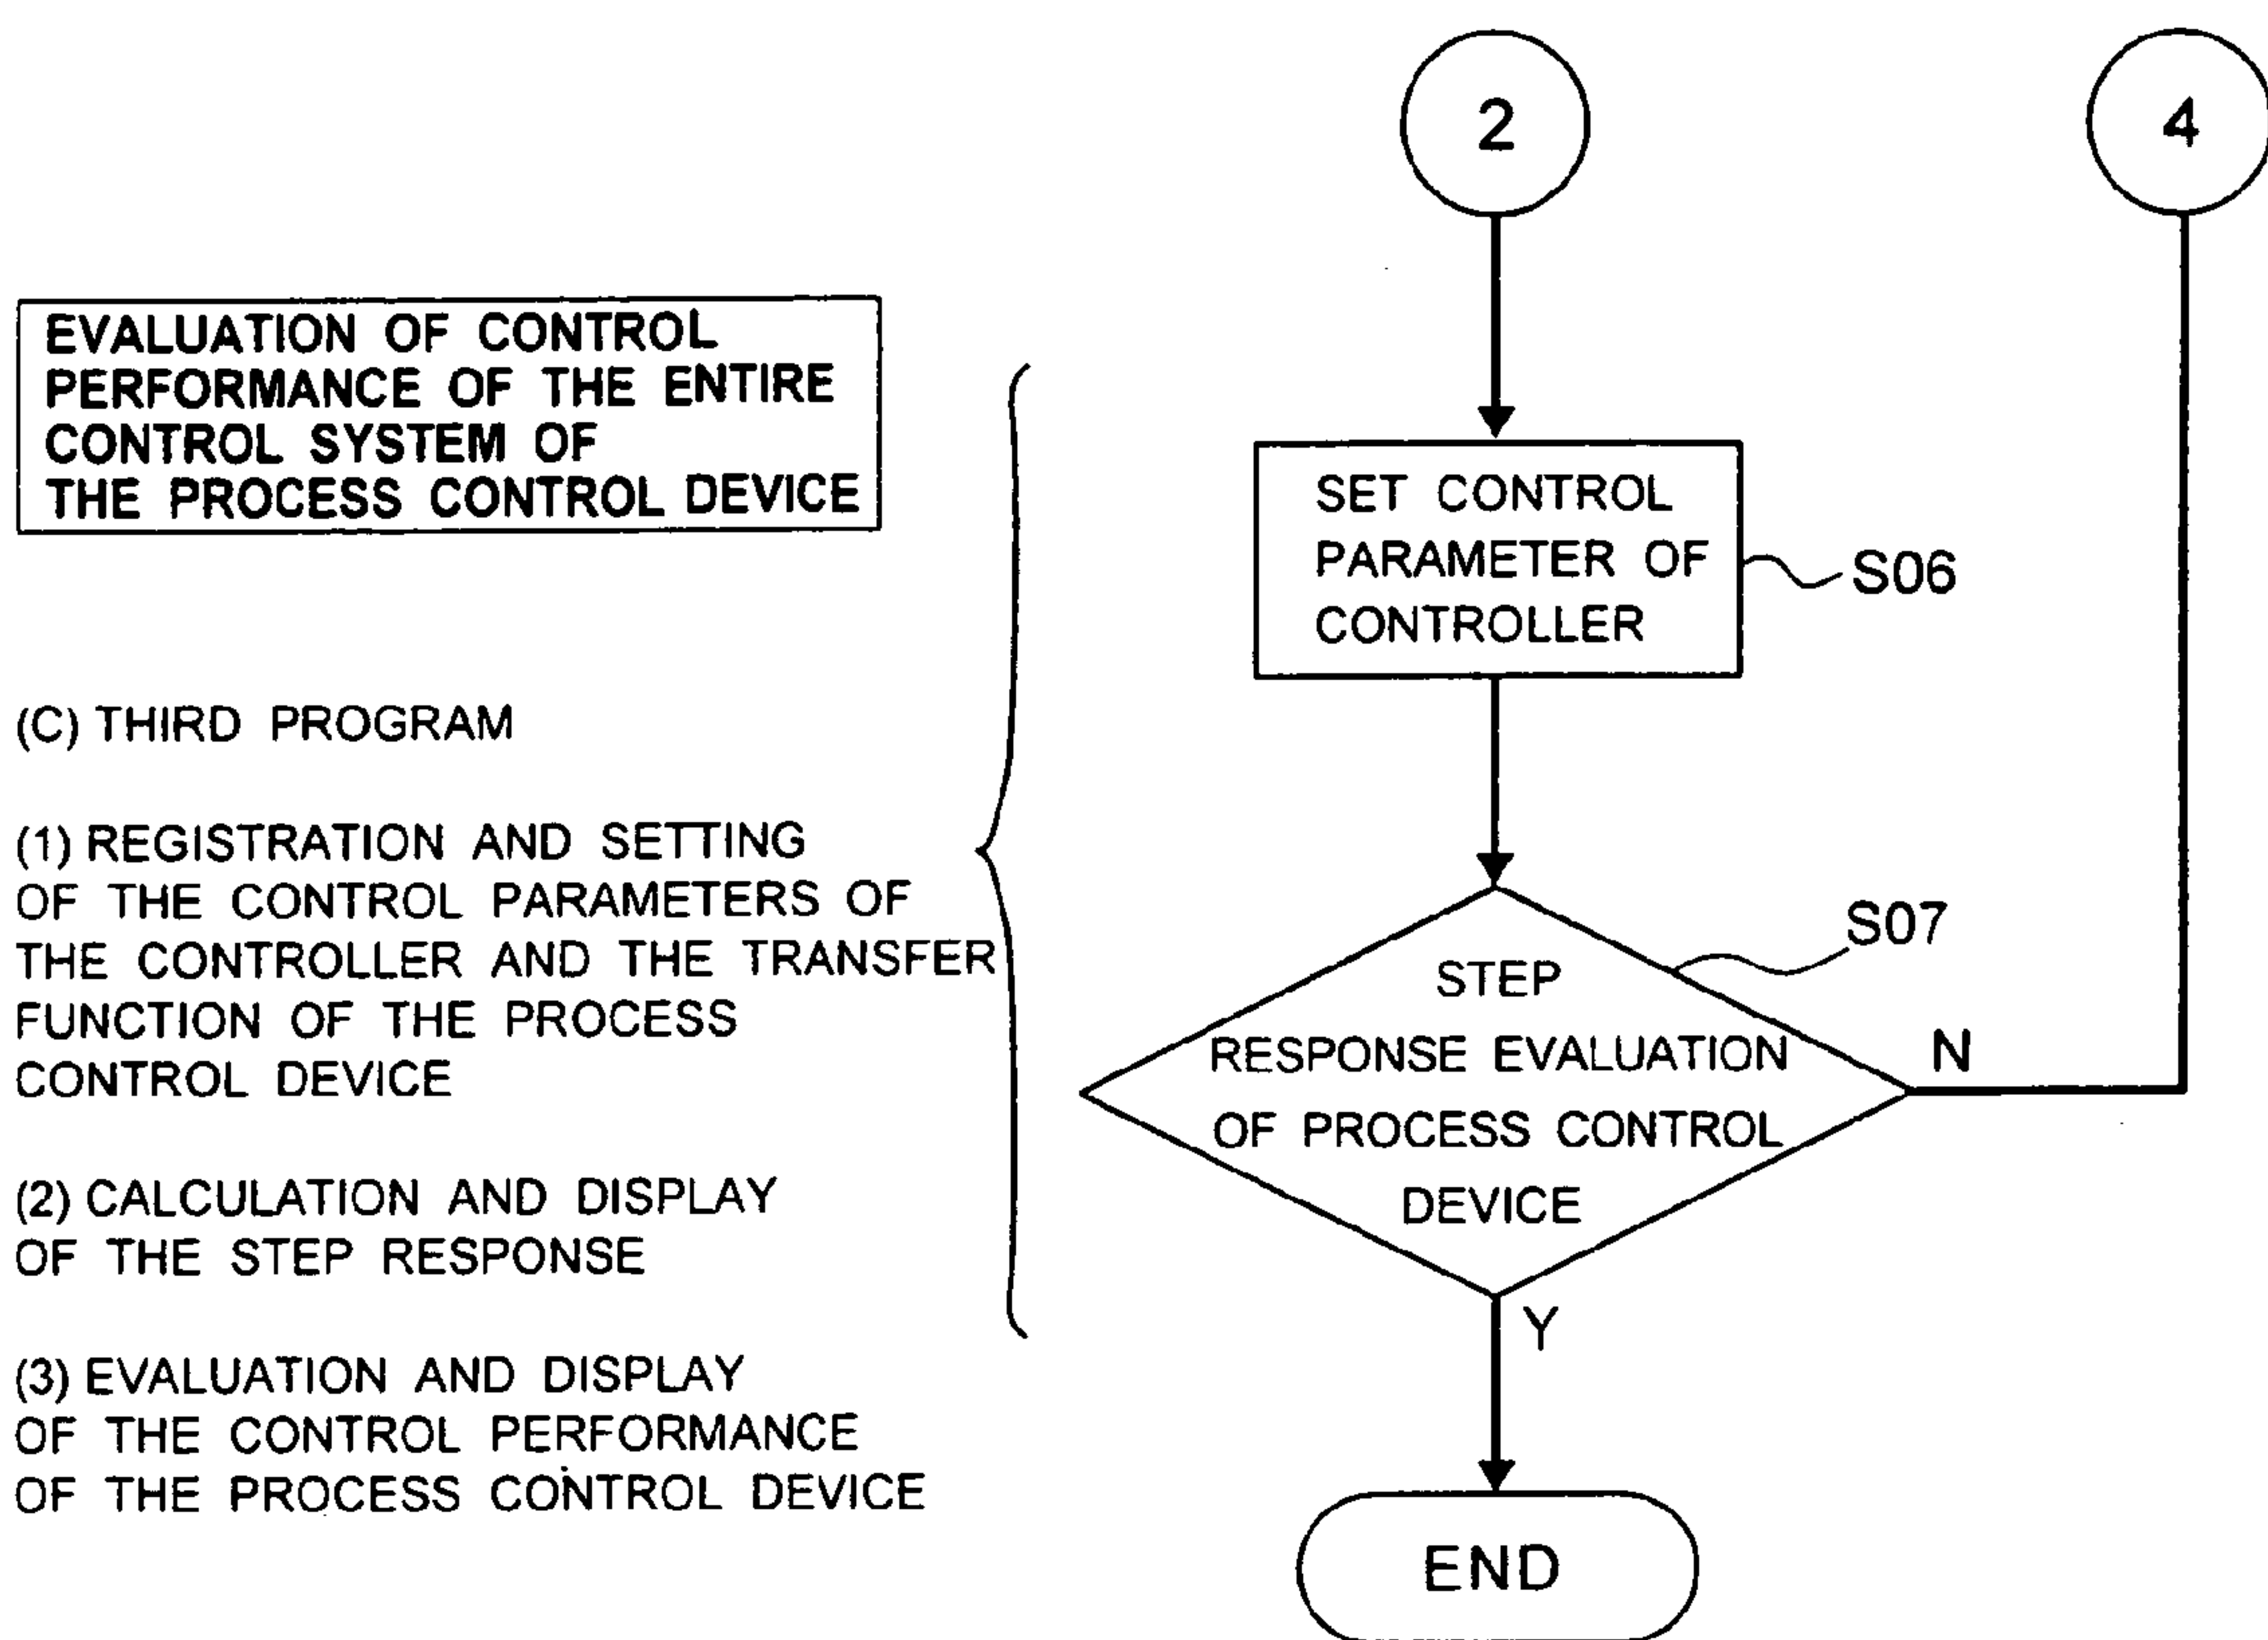 EVALUATION OF CONTROL
PERFORMANCE OF THE ENTIRE
CONTROL SYSTEM OF
THE PROCESS CONTROL DEVICE
(C) THIRD PROGRAM
(1) REGISTRATION AND SETTING
OF THE CONTROL PARAMETERS OF
THE CONTROLLER AND THE TRANSFER
FUNCTION OF THE PROCESS
CONTROL DEVICE
(2) CALCULATION AND DISPLAY
OF THE STEP RESPONSE
(3) EVALUATION AND DISPLAY
OF THE CONTROL PERFORMANCE
OF THE PROCESS CONTROL DEVICE
2
4
SET CONTROL
PARAMETER OF
CONTROLLER
S06
S07
STEP
RESPONSE EVALUATION
OF PROCESS CONTROL
DEVICE
N
Y
END